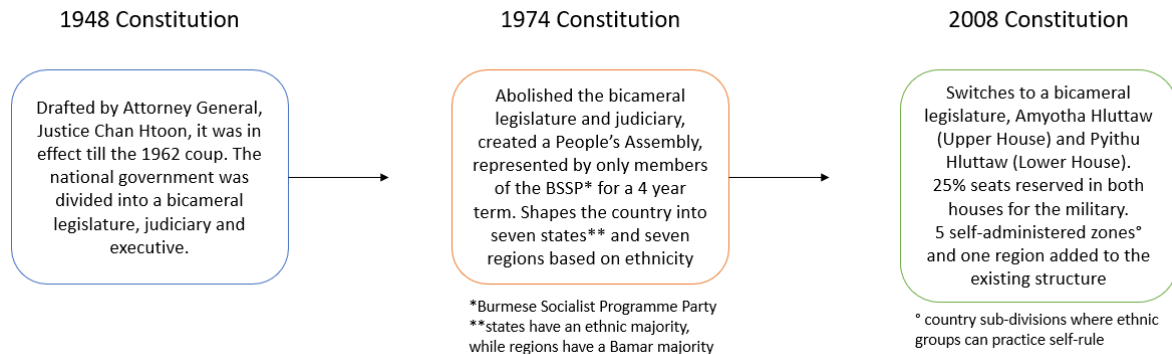 1948 Constitution
Drafted by Attorney General,
Justice Chan Htoon, it was in
effect till the 1962 coup. The
national government was
divided into a bicameral
legislature, judiciary and
executive.
1974 Constitution
Abolished the bicameral
legislature and judiciary,
created a People's Assembly,
represented by only members
of the BSSP* for a 4 year
term. Shapes the country into
seven states** and seven
regions based on ethnicity
*Burmese Socialist Programme Party
**states have an ethnic majority,
while regions have a Bamar majority
2008 Constitution
Switches to a bicameral
legislature, Amyotha Hluttaw
(Upper House) and Pyithu
Hluttaw (Lower House).
25% seats reserved in both
houses for the military.
5 self-administered zones°
and one region added to the
existing structure
° country sub-divisions where ethnic
groups can practice self-rule